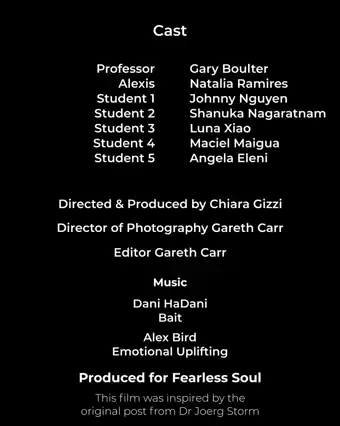 Cast
Professor Gary Boulter
Alexis Natalia Ramires
Student 1 Johnny Nguyen
Student 2 Shanuka Nagaratnam
Student 3 Luna Xiao
Student 4 Maciel Maigua
Student 5 Angela Eleni
Directed & Produced by Chiara Gizzi
Director of Photography Gareth Carr
Editor Gareth Carr
Music
Dani HaDani
Bait
Alex Bird
Emotional Uplifting
Produced for Fearless Soul
This film was inspired by the
original post from Dr Joerg Storm